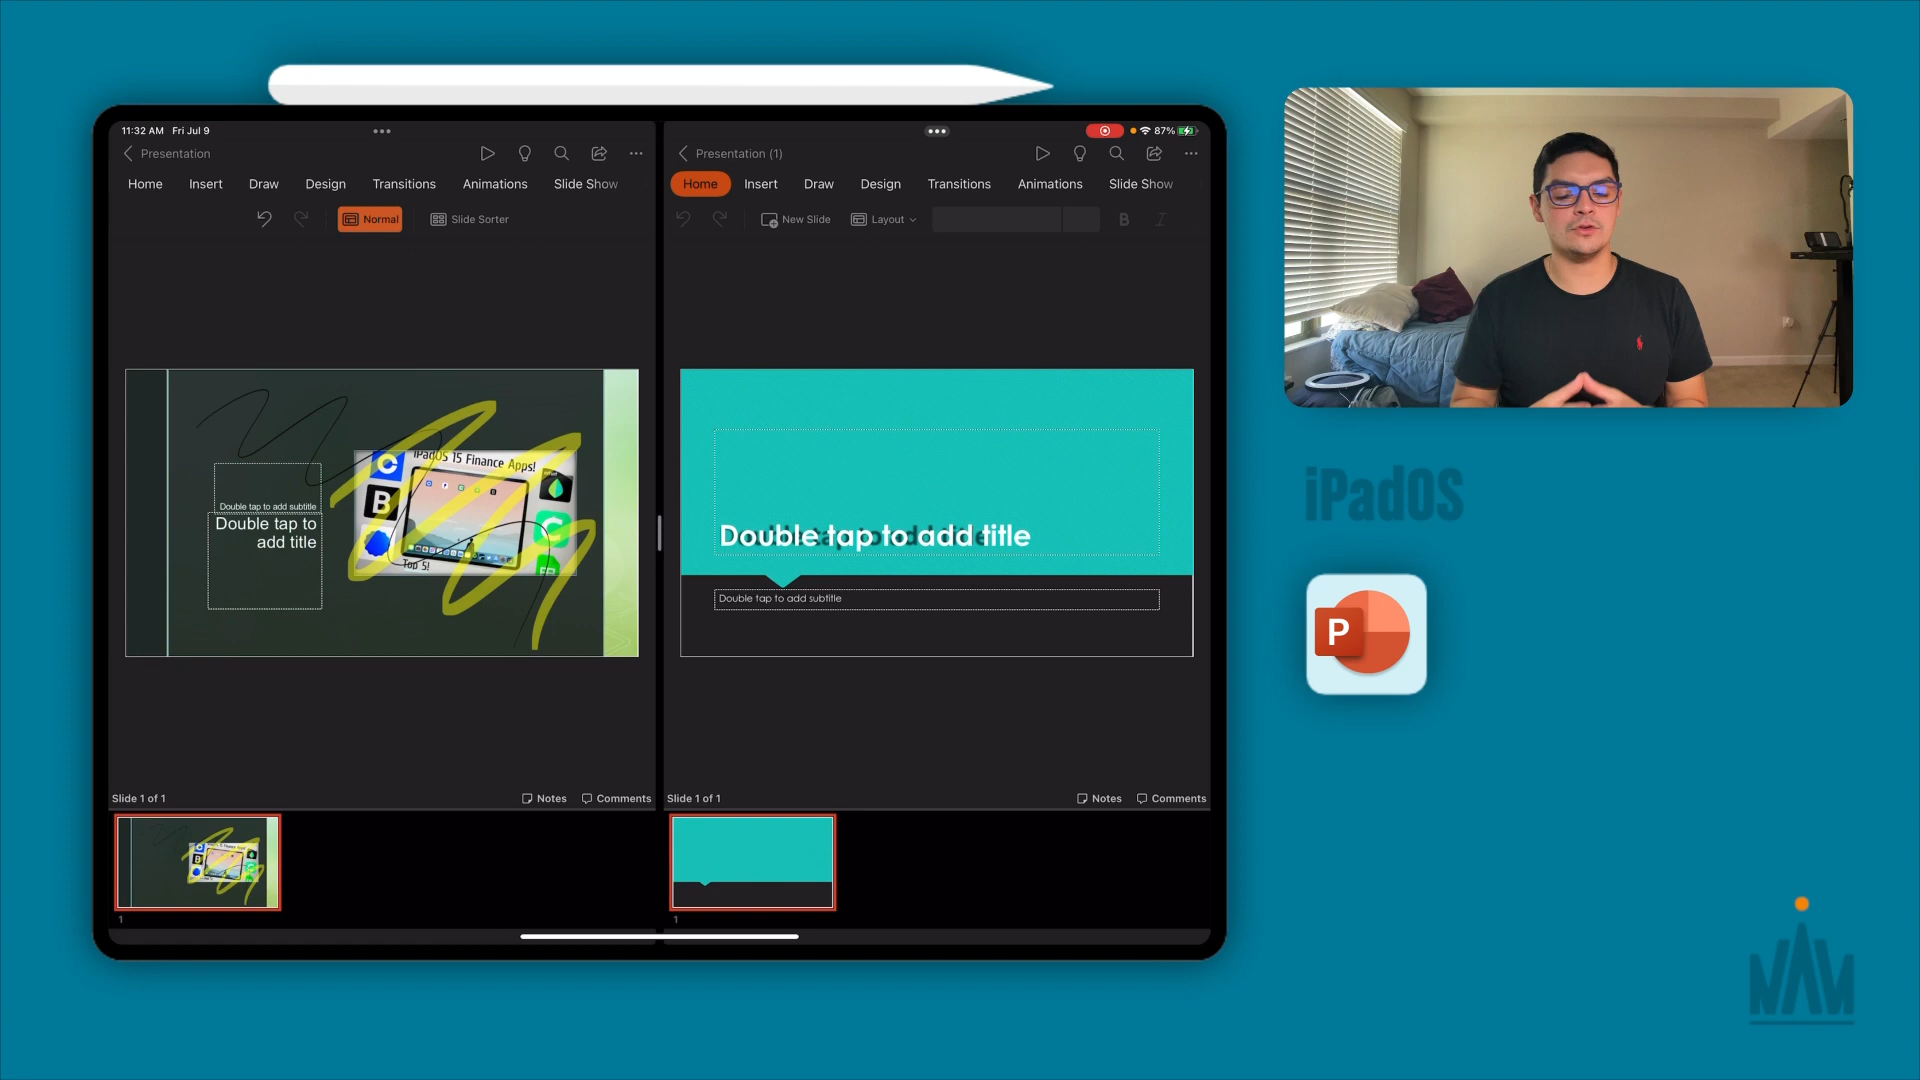 11:32 AM Fri Jul 9
87%
Presentation
Home Insert Draw Design Transitions Animations Slide Show
Normal Slide Sorter
iPadOS 15 Finance Apps!
C
B
Top 5!
Double tap to add subtitle
Double tap to
add title
Slide 1 of 1
Notes Comments
1
Presentation (1)
Home Insert Draw Design Transitions Animations Slide Show
New Slide Layout B I
Double tap to add title
Double tap to add subtitle
Slide 1 of 1
Notes Comments
1
iPadOS
P